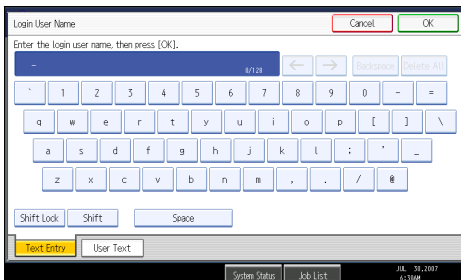 Login User Name Cancel OK
Enter the login user name, then press [OK].
_ 0/128 ← → Backspace Delete All
` 1 2 3 4 5 6 7 8 9 0 - =
q w e r t y u i o p [ ] \
a s d f g h j k l ; ' _
z x c v b n m , . / @
Shift Lock Shift Space
Text Entry User Text
System Status Job List JUL 30,2007
6:38AM